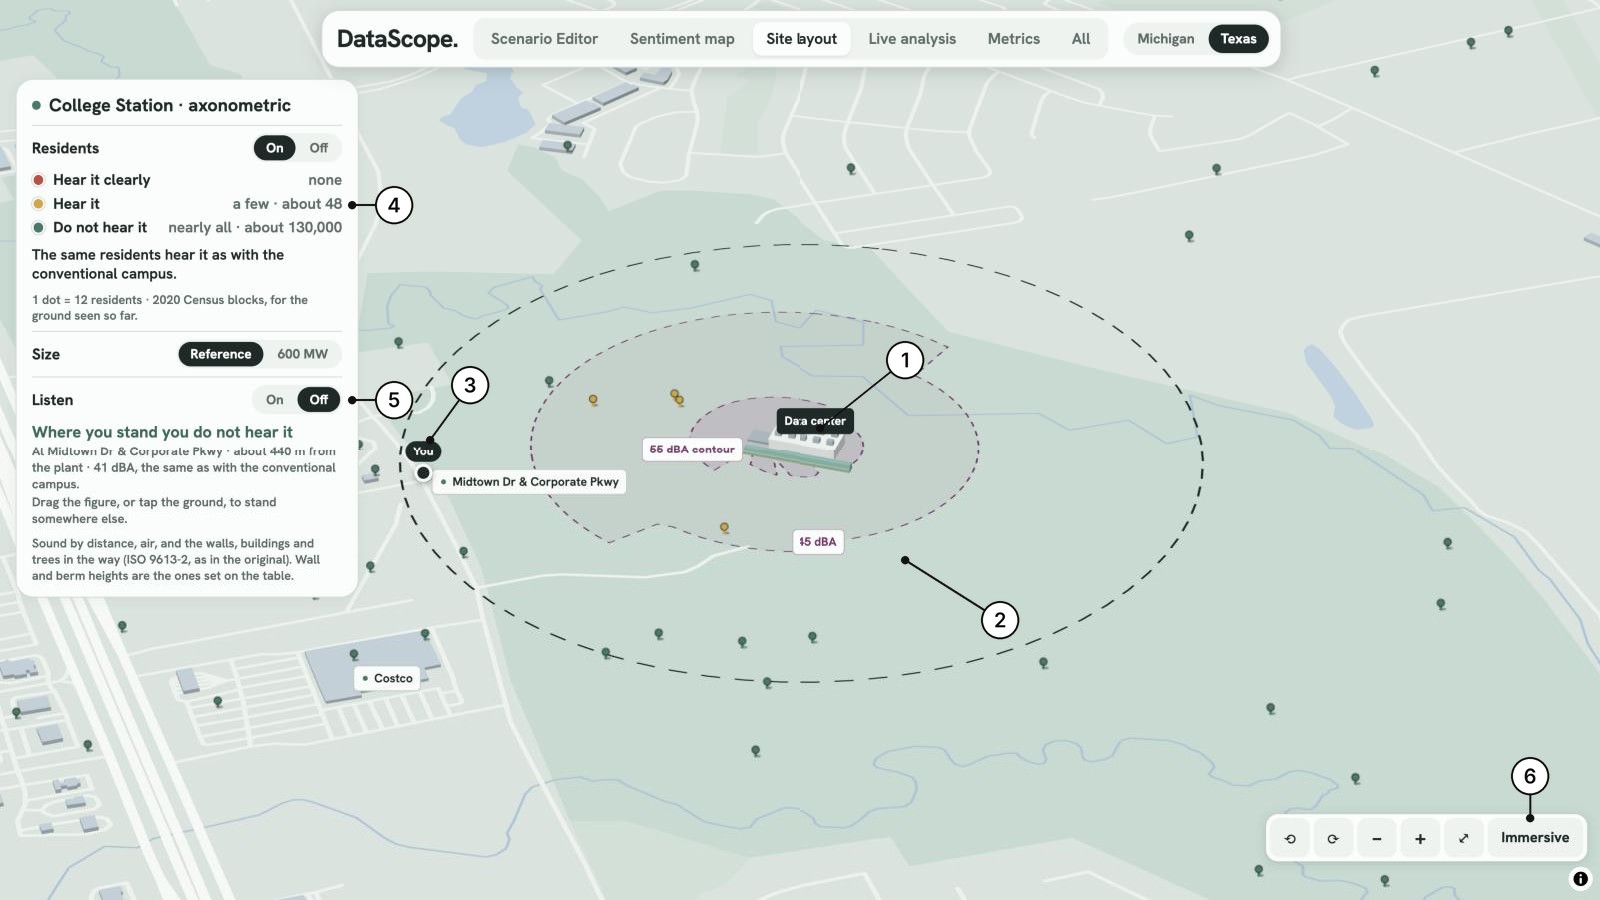 DataScope.
Scenario Editor
Sentiment map
Site layout
Live analysis
Metrics
All
Michigan
Texas
College Station · axonometric
Residents
On
Off
Hear it clearly
none
Hear it
a few · about 48
Do not hear it
nearly all · about 130,000
The same residents hear it as with the
conventional campus.
1 dot = 12 residents · 2020 Census blocks, for the
ground seen so far.
Size
Reference
600 MW
Listen
On
Off
Where you stand you do not hear it
At Midtown Dr & Corporate Pkwy · about 440 m from
the plant · 41 dBA, the same as with the conventional
campus.
Drag the figure, or tap the ground, to stand
somewhere else.
Sound by distance, air, and the walls, buildings and
trees in the way (ISO 9613-2, as in the original). Wall
and berm heights are the ones set on the table.
4
5
3
1
Data center
You
55 dBA contour
Midtown Dr & Corporate Pkwy
dBA
2
Costco
6
Immersive